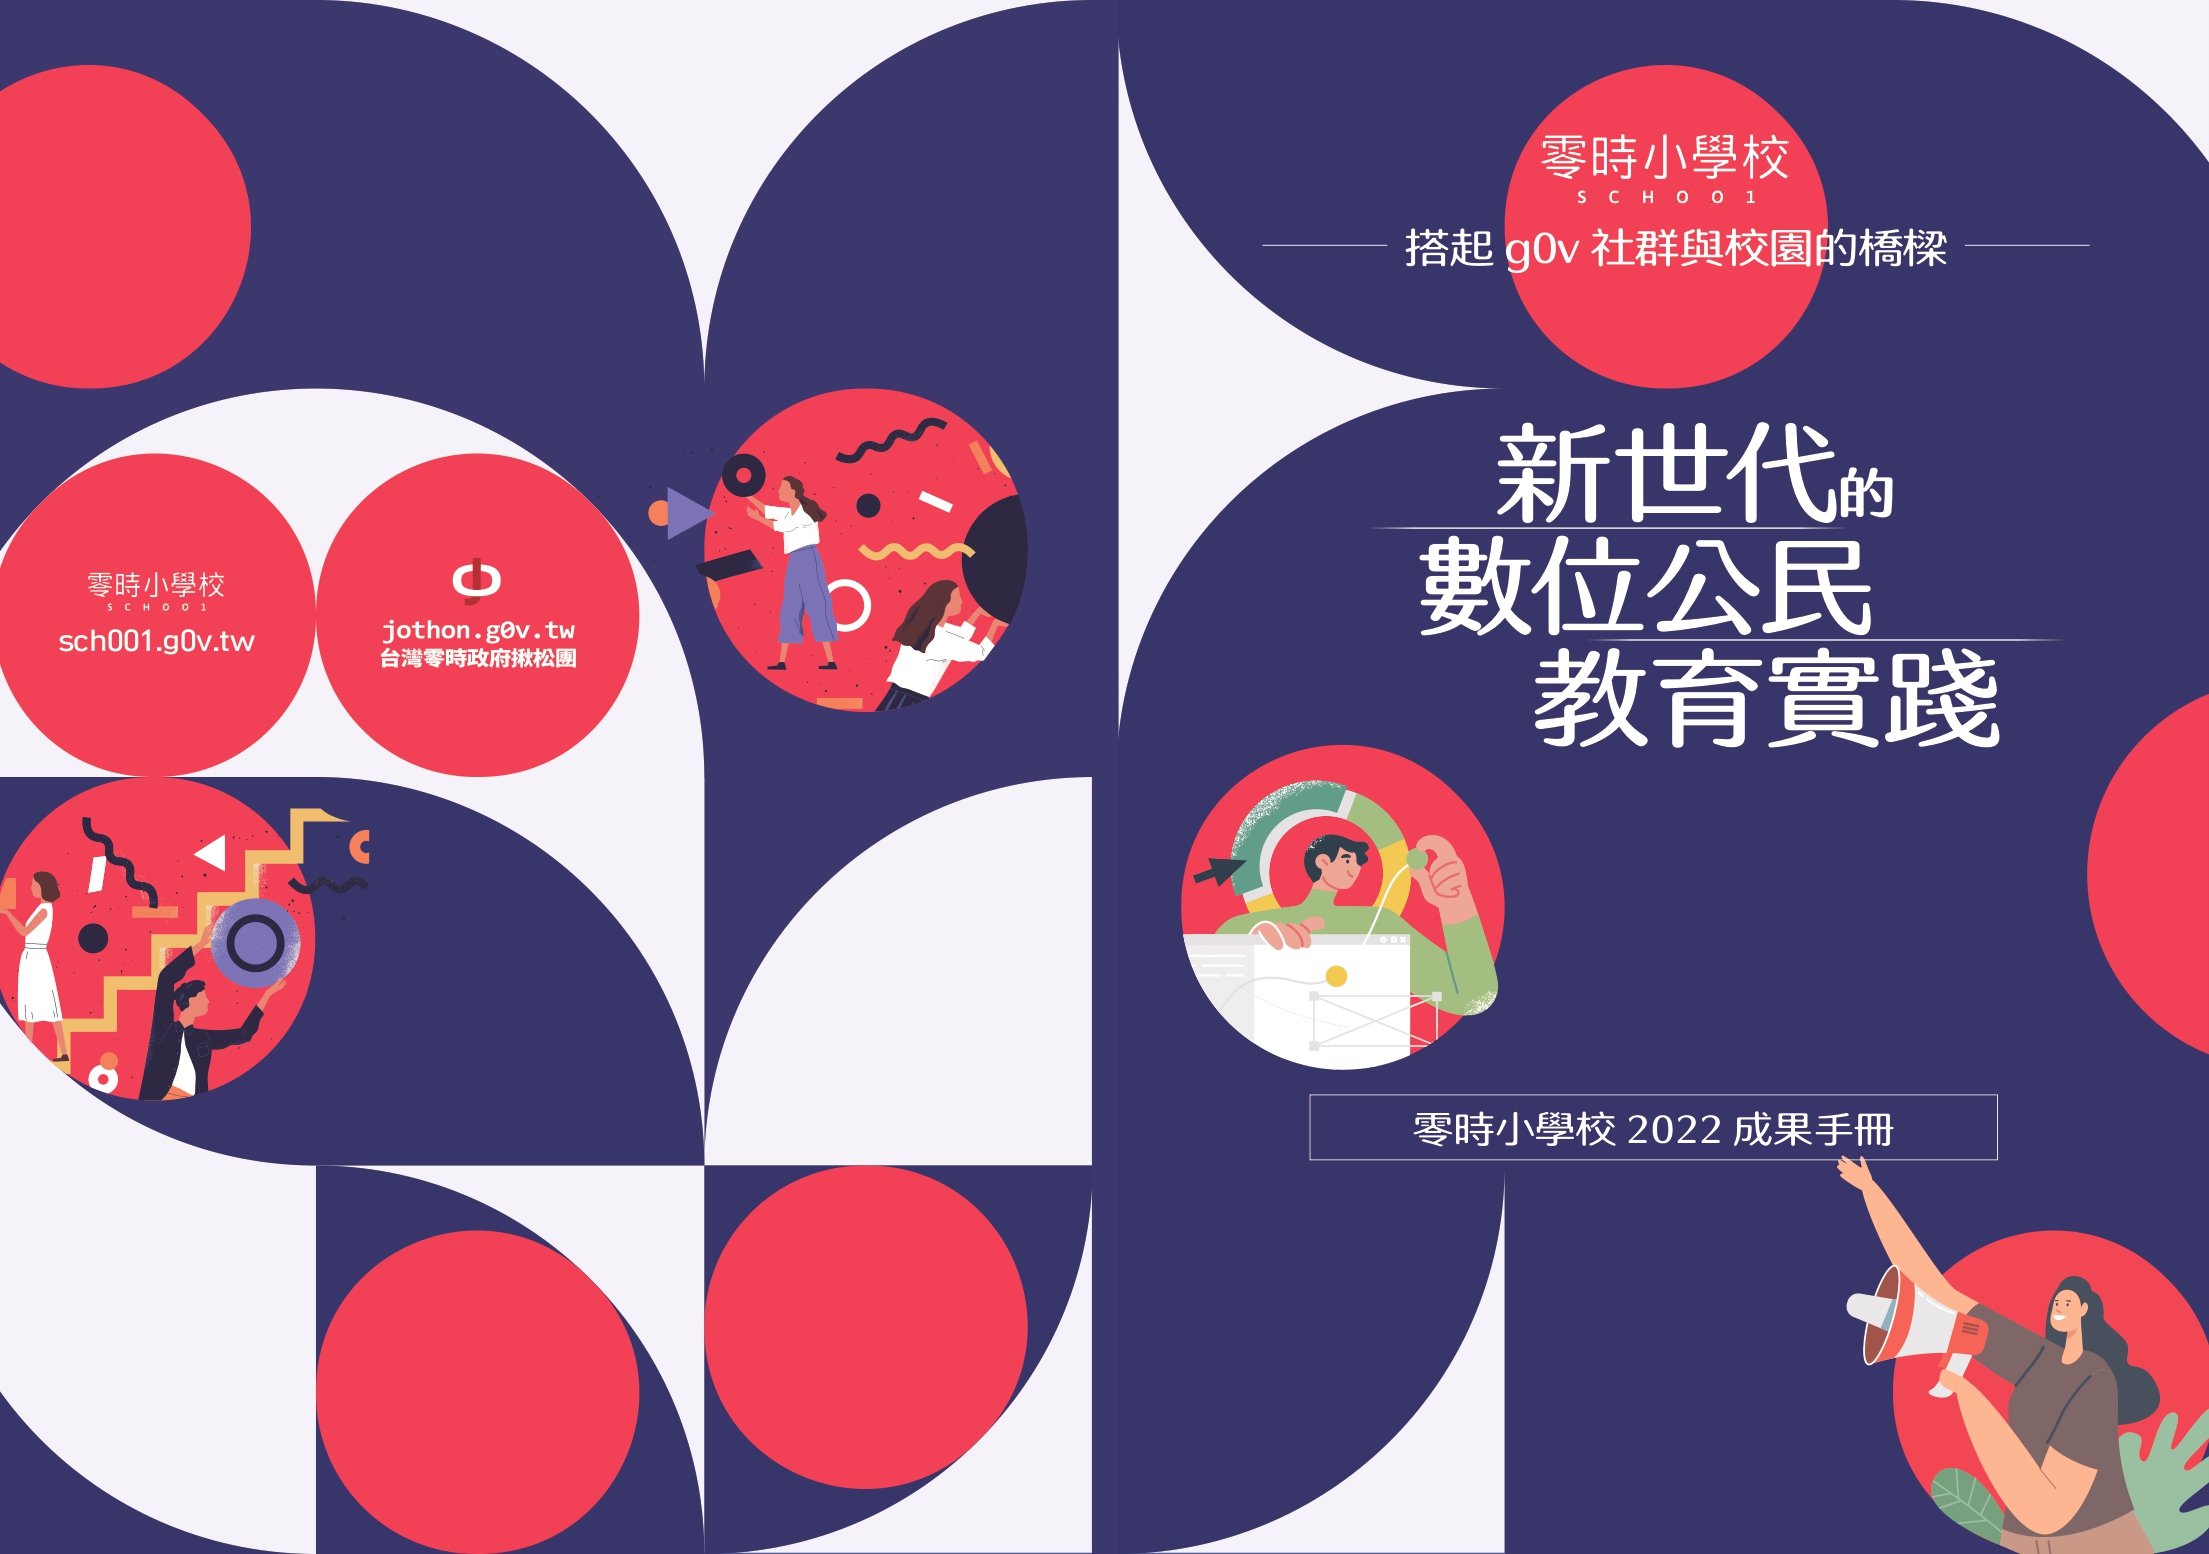 零時小學校
SCHOO1
搭起 g0v 社群與校園的橋樑
新世代的
數位公民
教育實踐
零時小學校 2022 成果手冊
零時小學校
SCHOO1
sch001.g0v.tw
jothon.g0v.tw
台灣零時政府揪松團